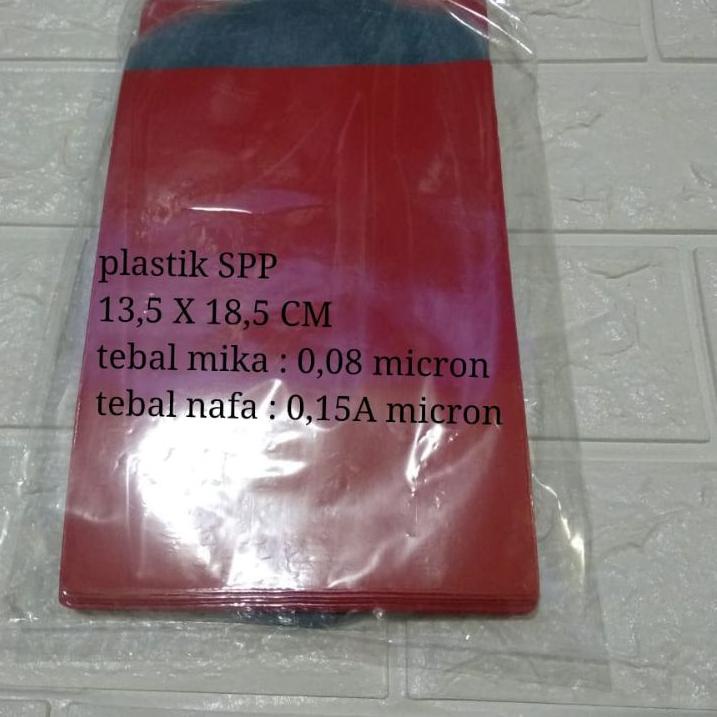 plastik SPP
13,5 X 18,5 CM
tebal mika : 0,08 micron
tebal nafa : 0,15A micron